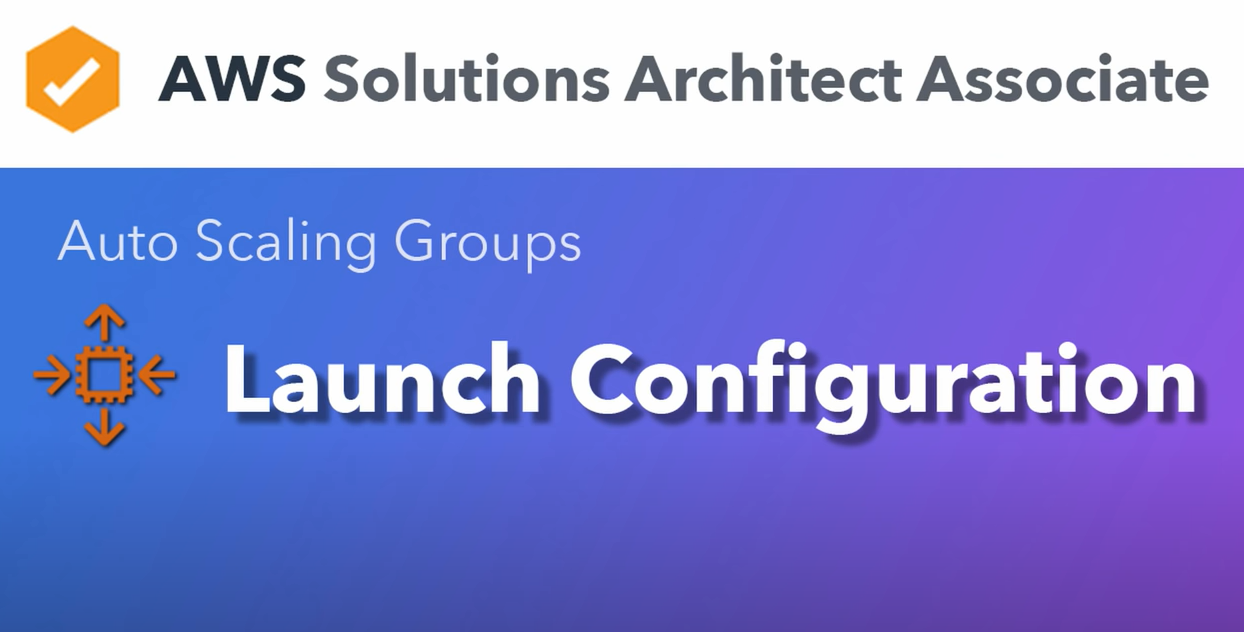 AWS Solutions Architect Associate
Auto Scaling Groups
Launch Configuration